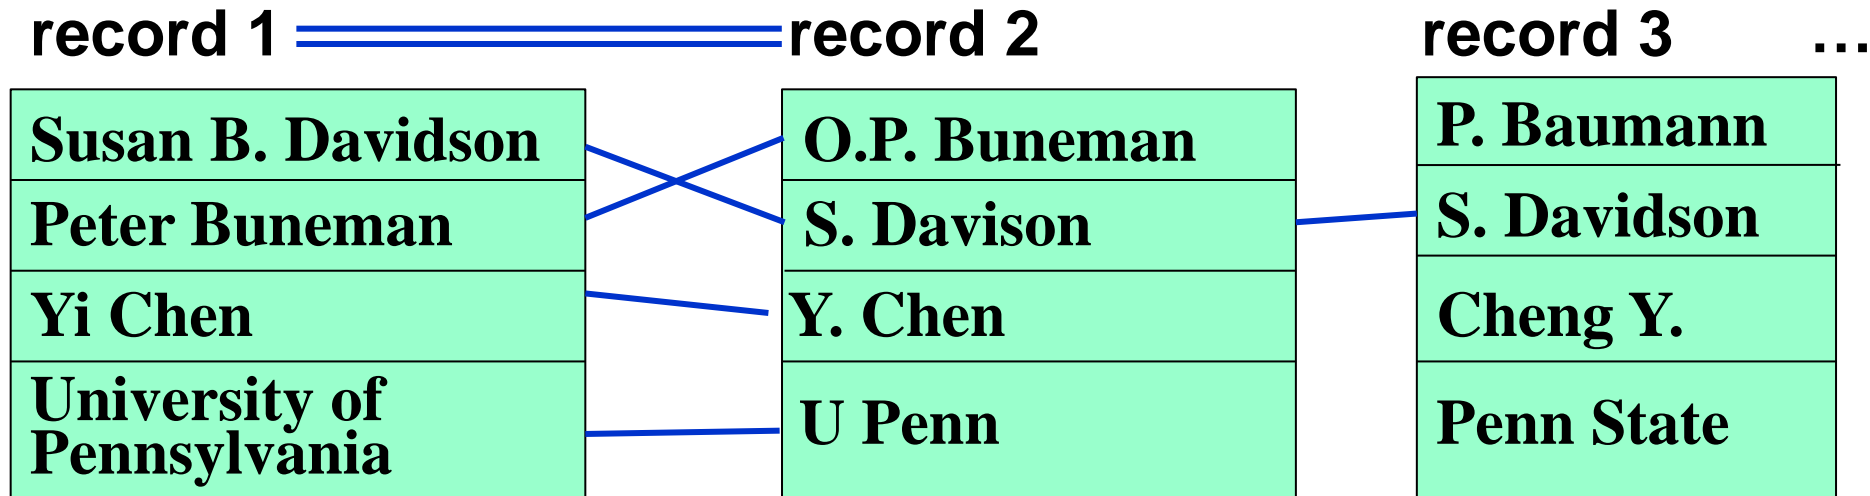 record 1
record 2
record 3
...
Susan B. Davidson
Peter Buneman
Yi Chen
University of
Pennsylvania
O.P. Buneman
S. Davison
Y. Chen
U Penn
P. Baumann
S. Davidson
Cheng Y.
Penn State